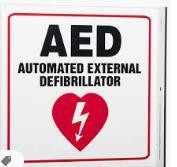 AED
AUTOMATED EXTERNAL
DEFIBRILLATOR